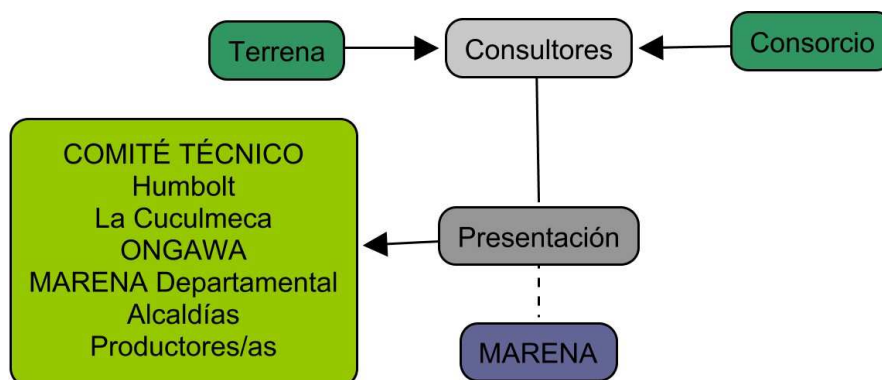 Terrena
Consultores
Consorcio
COMITÉ TÉCNICO
Humbolt
La Cuculmeca
ONGAWA
MARENA Departamental
Alcaldías
Productores/as
Presentación
MARENA